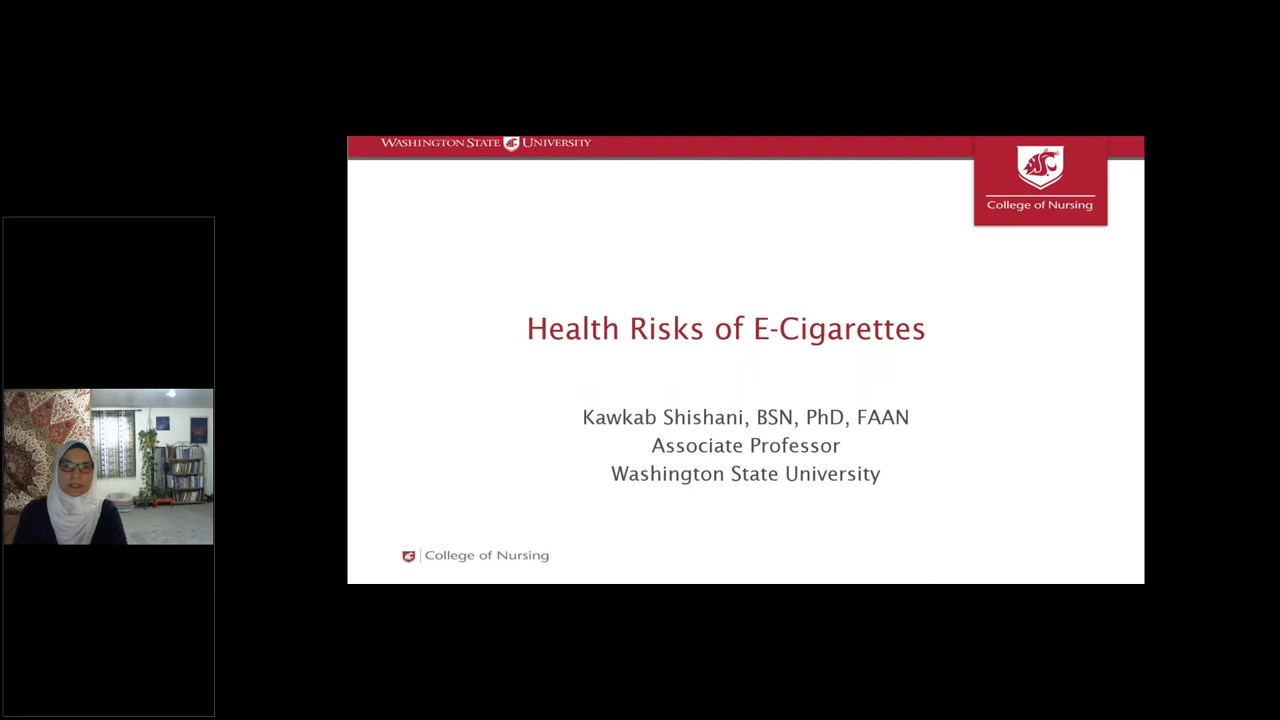 WASHINGTON STATE UNIVERSITY
College of Nursing
Health Risks of E-Cigarettes
Kawkab Shishani, BSN, PhD, FAAN
Associate Professor
Washington State University
College of Nursing